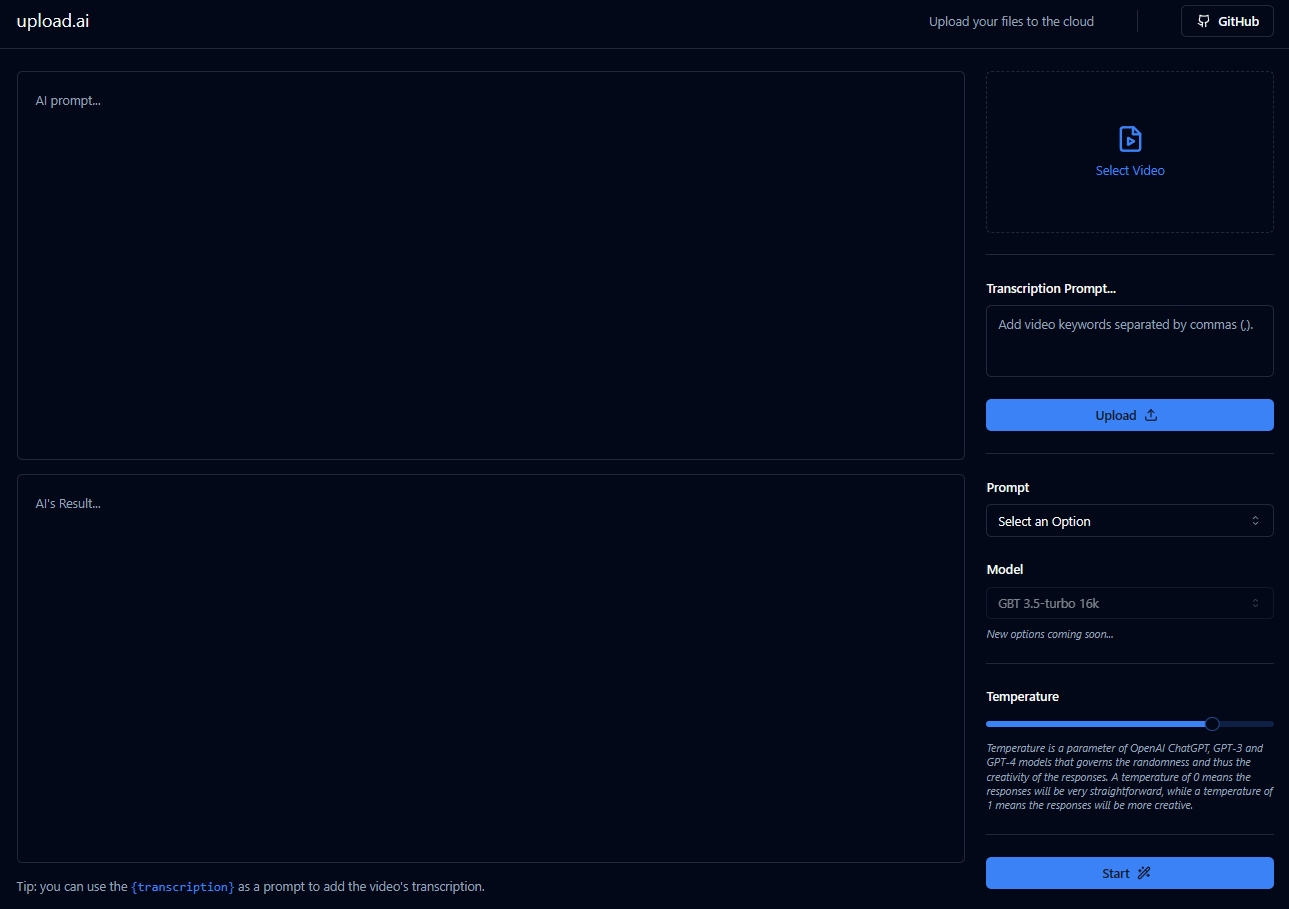 upload.ai
Upload your files to the cloud
GitHub
AI prompt...
Select Video
Transcription Prompt...
Add video keywords separated by commas (,).
Upload
AI's Result...
Prompt
Select an Option
Model
GBT 3.5-turbo 16k
New options coming soon...
Temperature
Temperature is a parameter of OpenAI ChatGPT, GPT-3 and
GPT-4 models that governs the randomness and thus the
creativity of the responses. A temperature of 0 means the
responses will be very straightforward, while a temperature of
1 means the responses will be more creative.
Start
Tip: you can use the {transcription} as a prompt to add the video's transcription.